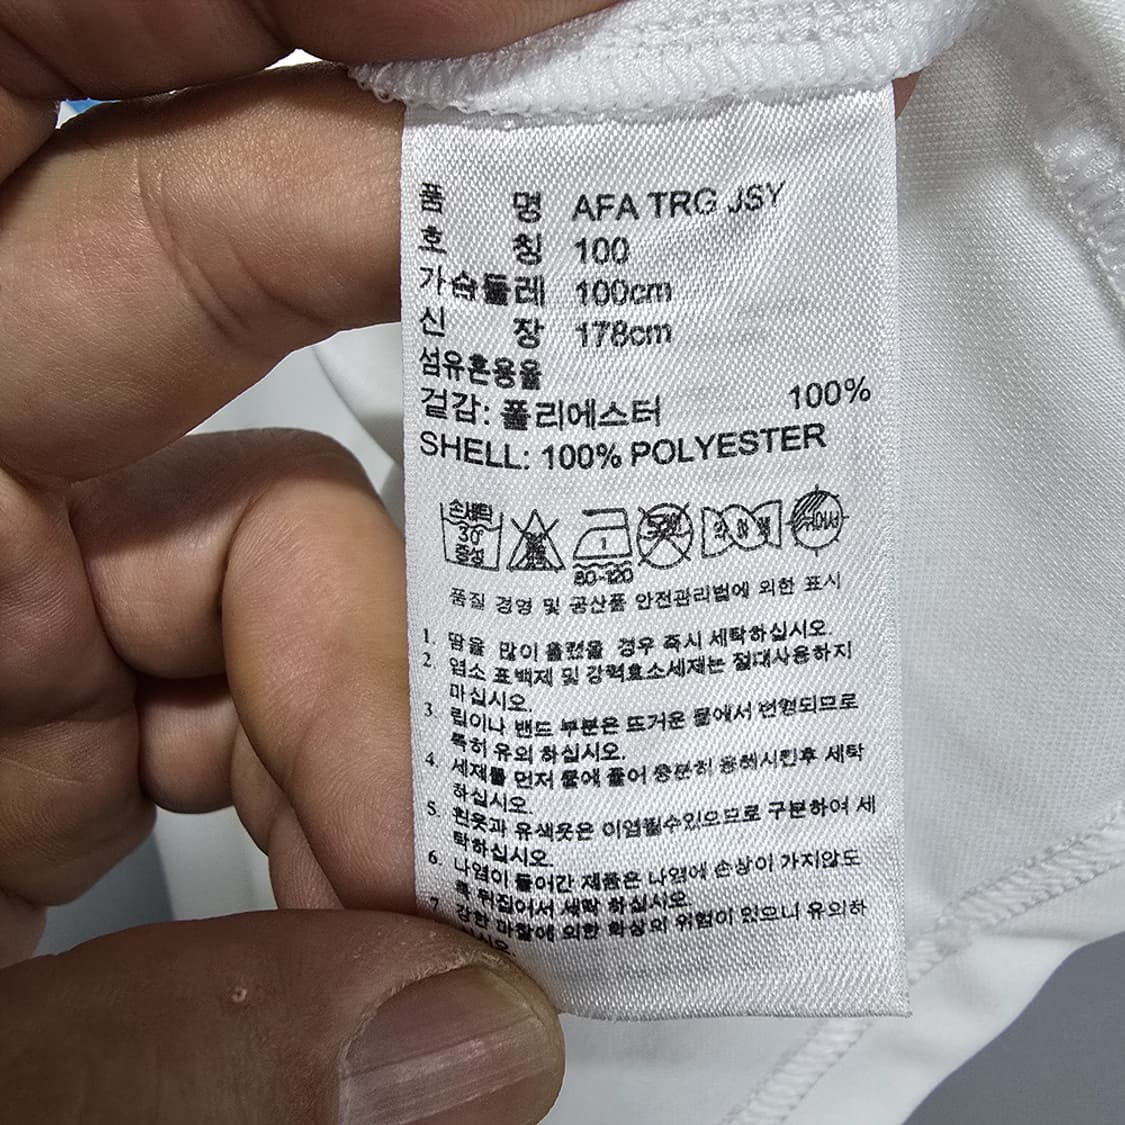 품 명 AFA TRG JSY
호 칭 100
가슴둘레 100cm
신 장 178cm
섬유혼용율
겉감: 폴리에스터 100%
SHELL: 100% POLYESTER
손세탁
30°
중성
80-120
품질 경영 및 공산품 안전관리법에 의한 표시
1. 땀을 많이 흘렸을 경우 즉시 세탁하십시오.
2. 염소 표백제 및 강력효소세제는 절대사용하지
마십시오.
3. 립이나 밴드 부분은 뜨거운 물에서 변형되므로
특히 유의 하십시오.
4. 세제를 먼저 물에 풀어 충분히 용해시킨후 세탁
하십시오.
5. 흰옷과 유색옷은 이염될수있으므로 구분하여 세
탁하십시오.
6. 나염이 들어간 제품은 나염에 손상이 가지않도
록 뒤집어서 세탁 하십시오.
7. 강한 마찰에 의한 화상의 위험이 있으니 유의하